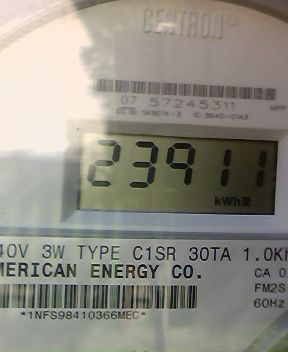 CENTRON®
07 57245311
23911
kWh
40V 3W TYPE C1SR 30TA 1.0Kh
MERICAN ENERGY CO.
CA 0
FM2S
60Hz
*1NFS98410366MEC*